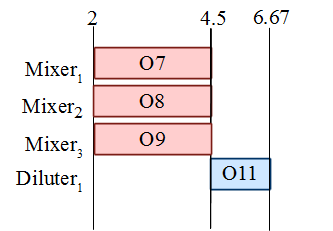 2 4.5 6.67
Mixer1 O7
Mixer2 O8
Mixer3 O9
Diluter1 O11